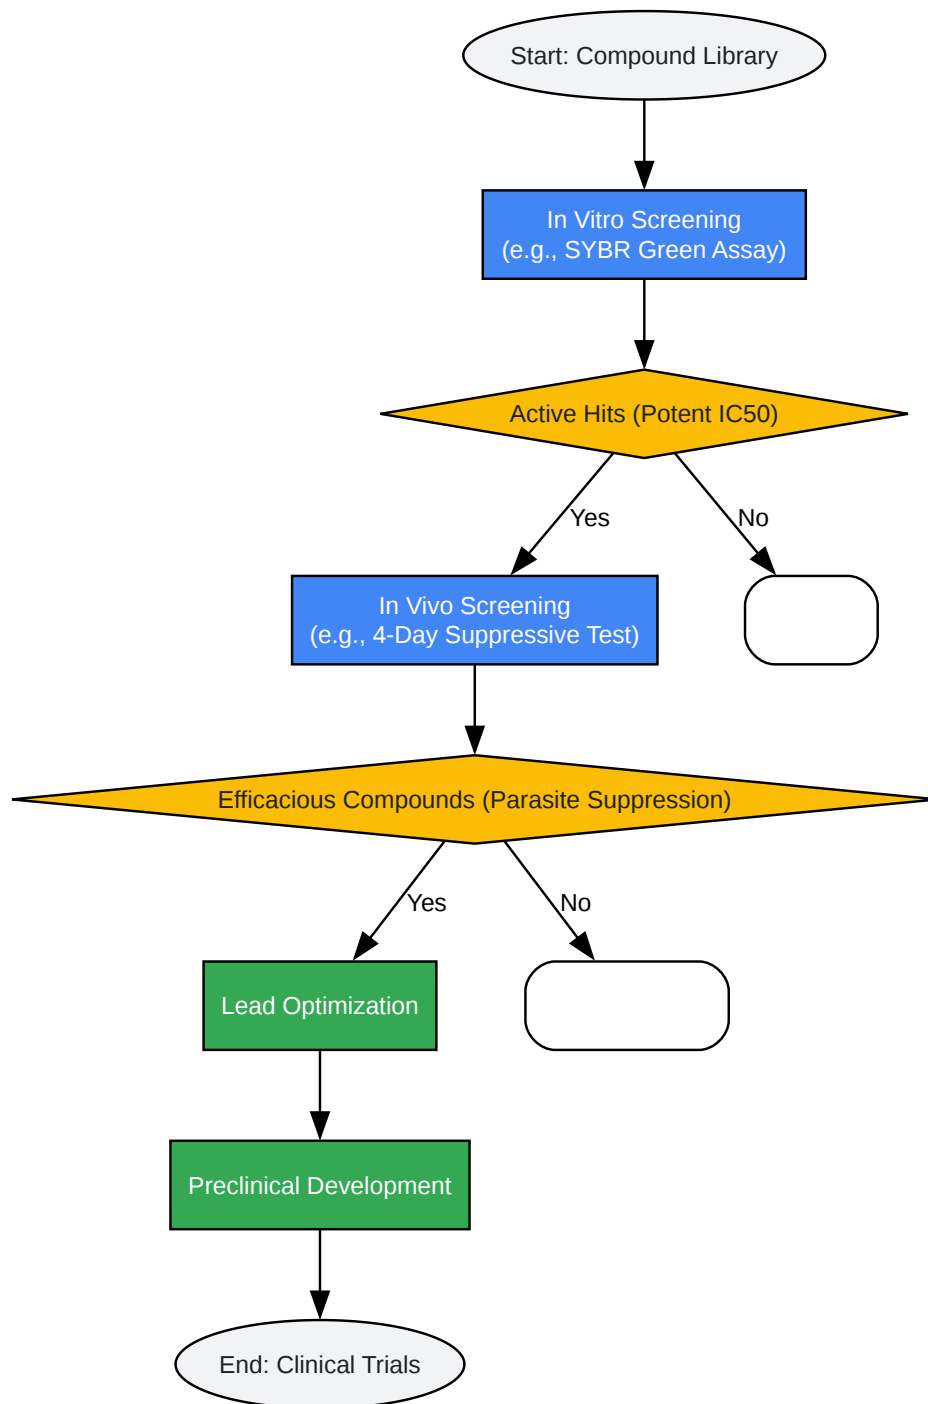 Start: Compound Library
In Vitro Screening
(e.g., SYBR Green Assay)
Active Hits (Potent IC50)
Yes
No
In Vivo Screening
(e.g., 4-Day Suppressive Test)
Efficacious Compounds (Parasite Suppression)
Yes
No
Lead Optimization
Preclinical Development
End: Clinical Trials